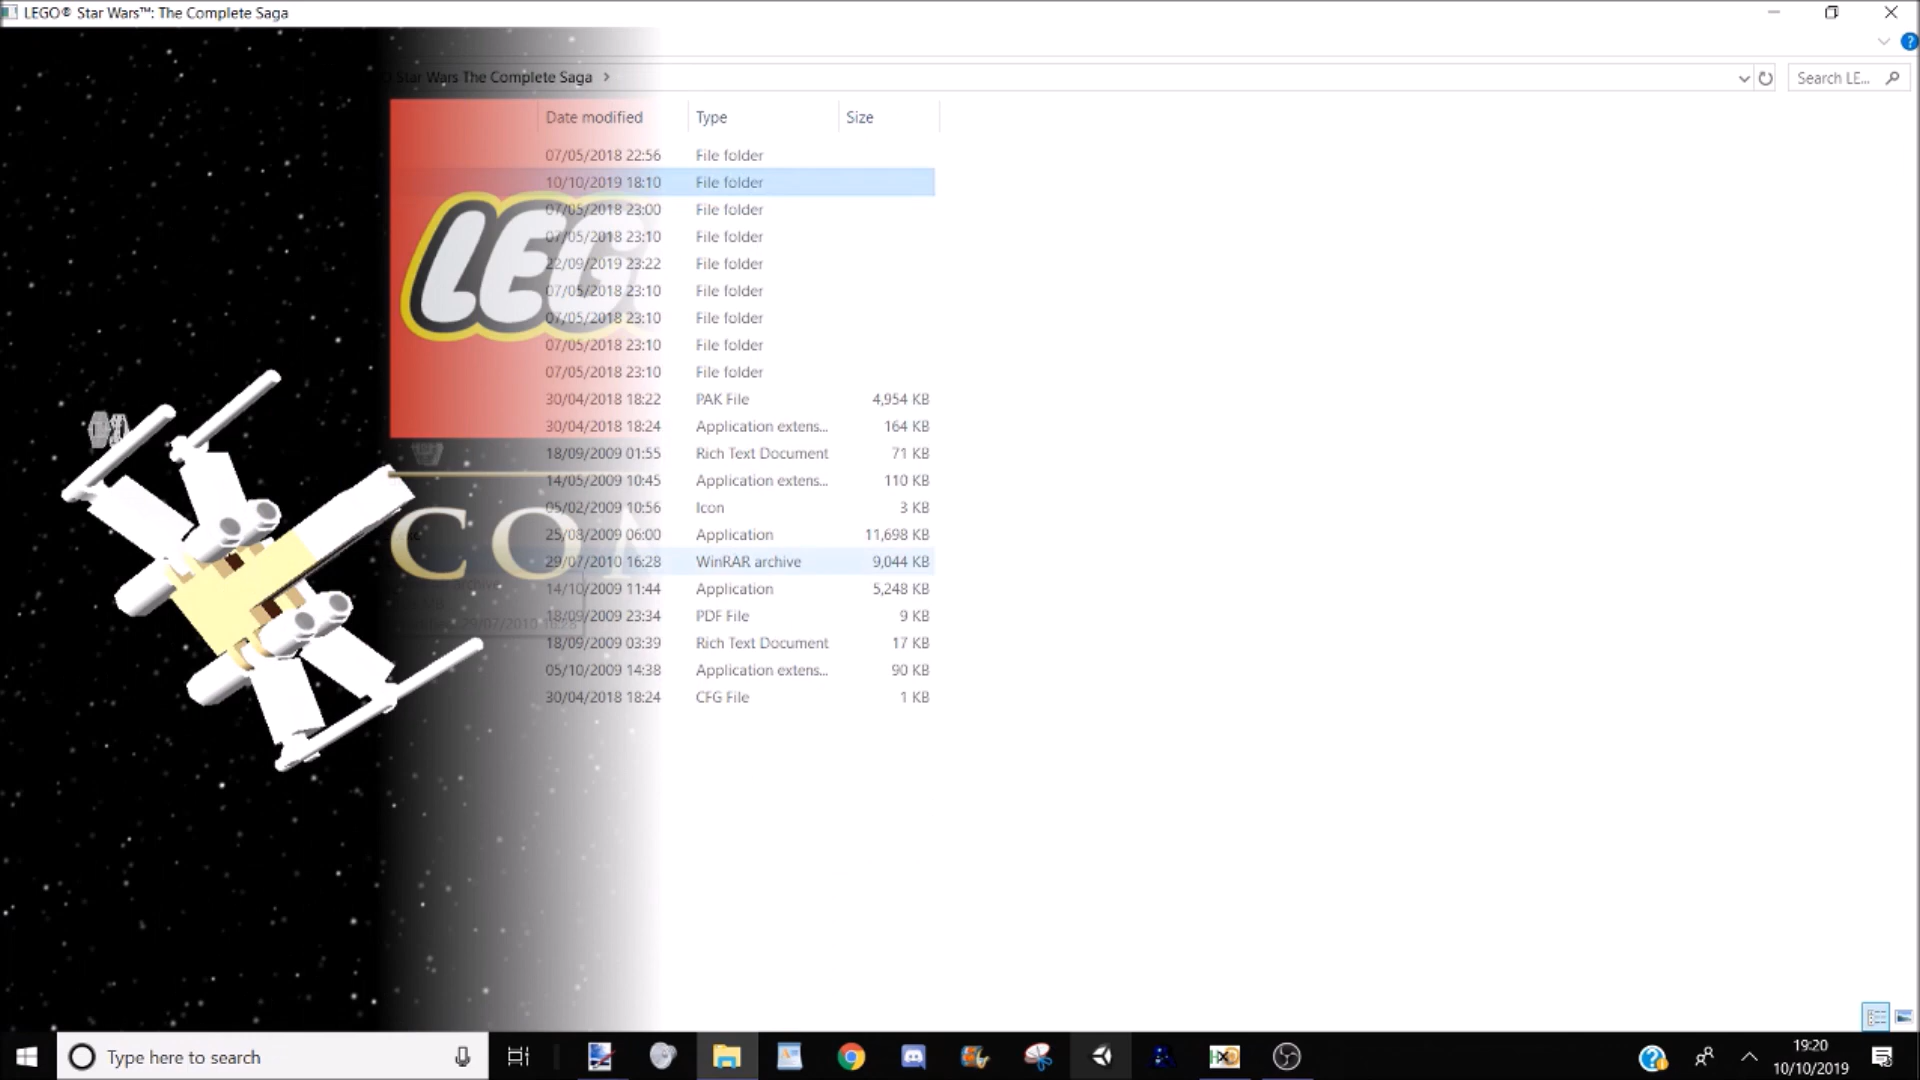 LEGO® Star Wars™: The Complete Saga
Star Wars The Complete Saga
Search LE...
Date modified Type Size
07/05/2018 22:56 File folder
10/10/2019 18:10 File folder
07/05/2018 23:00 File folder
07/05/2018 23:10 File folder
22/09/2019 23:22 File folder
07/05/2018 23:10 File folder
07/05/2018 23:10 File folder
07/05/2018 23:10 File folder
07/05/2018 23:10 File folder
30/04/2018 18:22 PAK File 4,954 KB
30/04/2018 18:24 Application extens... 164 KB
18/09/2009 01:55 Rich Text Document 71 KB
14/05/2009 10:45 Application extens... 110 KB
05/02/2009 10:56 Icon 3 KB
25/08/2009 06:00 Application 11,698 KB
29/07/2010 16:28 WinRAR archive 9,044 KB
14/10/2009 11:44 Application 5,248 KB
18/09/2009 23:34 PDF File 9 KB
18/09/2009 03:39 Rich Text Document 17 KB
05/10/2009 14:38 Application extens... 90 KB
30/04/2018 18:24 CFG File 1 KB
LEG
CO
29/07/2010 16:28
Type here to search
19:20
10/10/2019